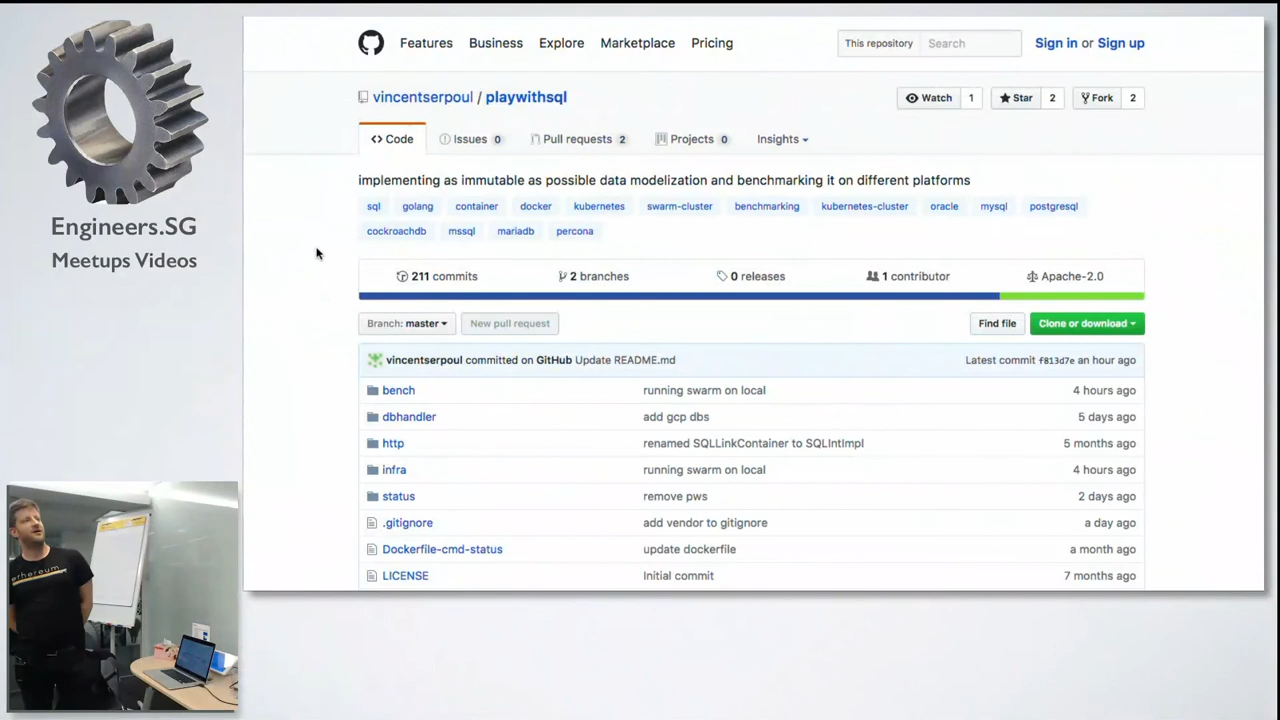 Engineers.SG
Meetups Videos
Features Business Explore Marketplace Pricing
This repository Search
Sign in or Sign up
vincentserpoul / playwithsql
Watch 1 Star 2 Fork 2
Code Issues 0 Pull requests 2 Projects 0 Insights
implementing as immutable as possible data modelization and benchmarking it on different platforms
sql golang container docker kubernetes swarm-cluster benchmarking kubernetes-cluster oracle mysql postgresql
cockroachdb mssql mariadb percona
211 commits 2 branches 0 releases 1 contributor Apache-2.0
Branch: master New pull request Find file Clone or download
vincentserpoul committed on GitHub Update README.md Latest commit f813d7e an hour ago
bench running swarm on local 4 hours ago
dbhandler add gcp dbs 5 days ago
http renamed SQLLinkContainer to SQLIntImpl 5 months ago
infra running swarm on local 4 hours ago
status remove pws 2 days ago
.gitignore add vendor to gitignore a day ago
Dockerfile-cmd-status update dockerfile a month ago
LICENSE Initial commit 7 months ago
ethereum